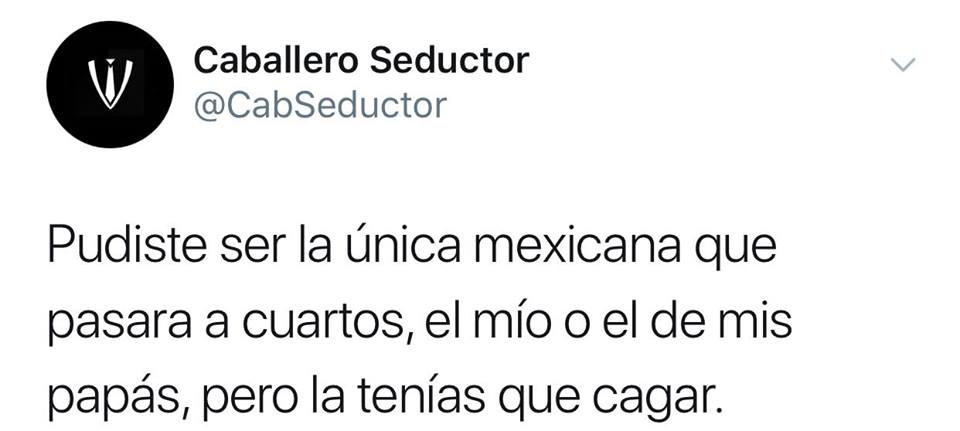 Caballero Seductor
@CabSeductor
Pudiste ser la única mexicana que
pasara a cuartos, el mío o el de mis
papás, pero la tenías que cagar.